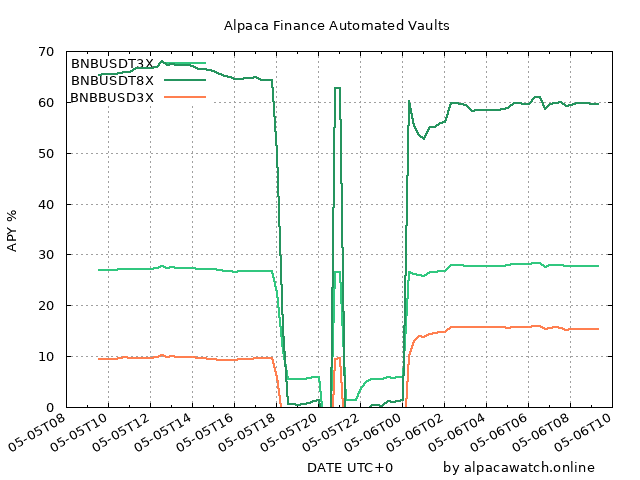 Alpaca Finance Automated Vaults
70
60
50
40
30
20
10
0
APY %
BNBUSDT3X
BNBUSDT8X
BNBBUSD3X
05-05T08
05-05T10
05-05T12
05-05T14
05-05T16
05-05T18
05-05T20
05-05T22
05-06T00
05-06T02
05-06T04
05-06T06
05-06T08
05-06T10
DATE UTC+0
by alpacawatch.online